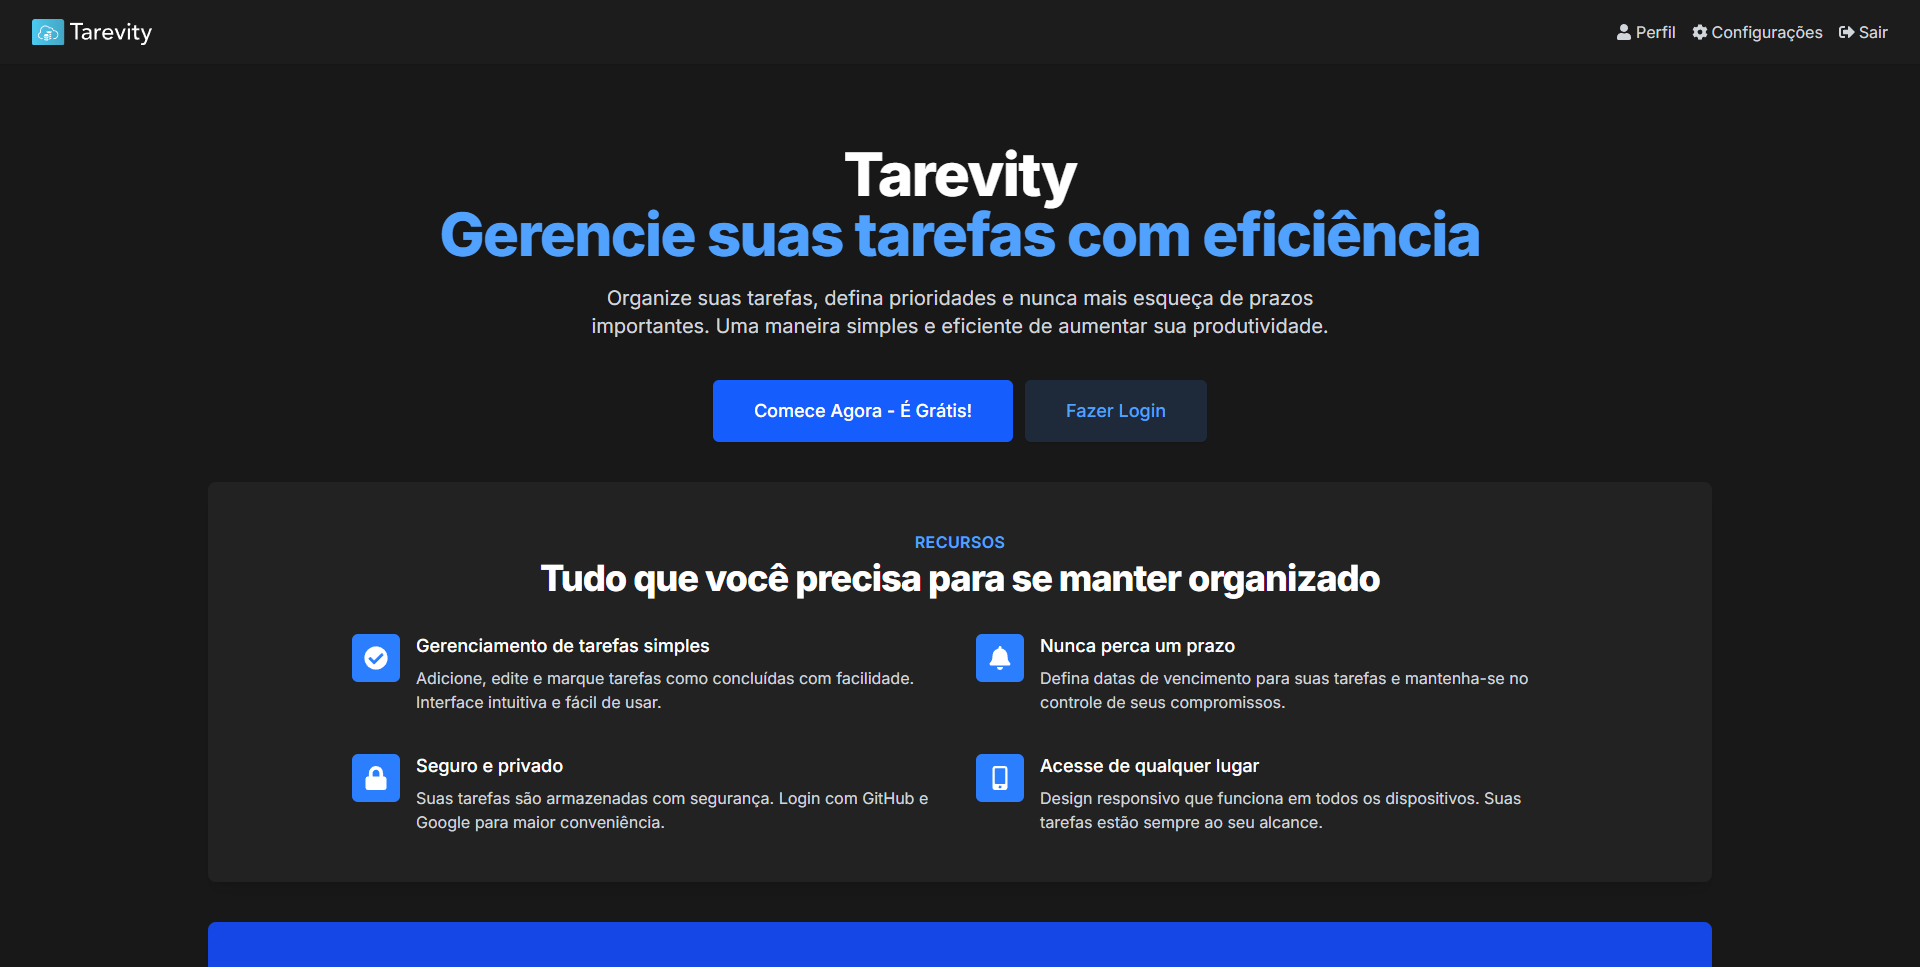 Tarevity
Perfil Configurações Sair
Tarevity
Gerencie suas tarefas com eficiência
Organize suas tarefas, defina prioridades e nunca mais esqueça de prazos
importantes. Uma maneira simples e eficiente de aumentar sua produtividade.
Comece Agora - É Grátis!
Fazer Login
RECURSOS
Tudo que você precisa para se manter organizado
Gerenciamento de tarefas simples
Adicione, edite e marque tarefas como concluídas com facilidade.
Interface intuitiva e fácil de usar.
Nunca perca um prazo
Defina datas de vencimento para suas tarefas e mantenha-se no
controle de seus compromissos.
Seguro e privado
Suas tarefas são armazenadas com segurança. Login com GitHub e
Google para maior conveniência.
Acesse de qualquer lugar
Design responsivo que funciona em todos os dispositivos. Suas
tarefas estão sempre ao seu alcance.